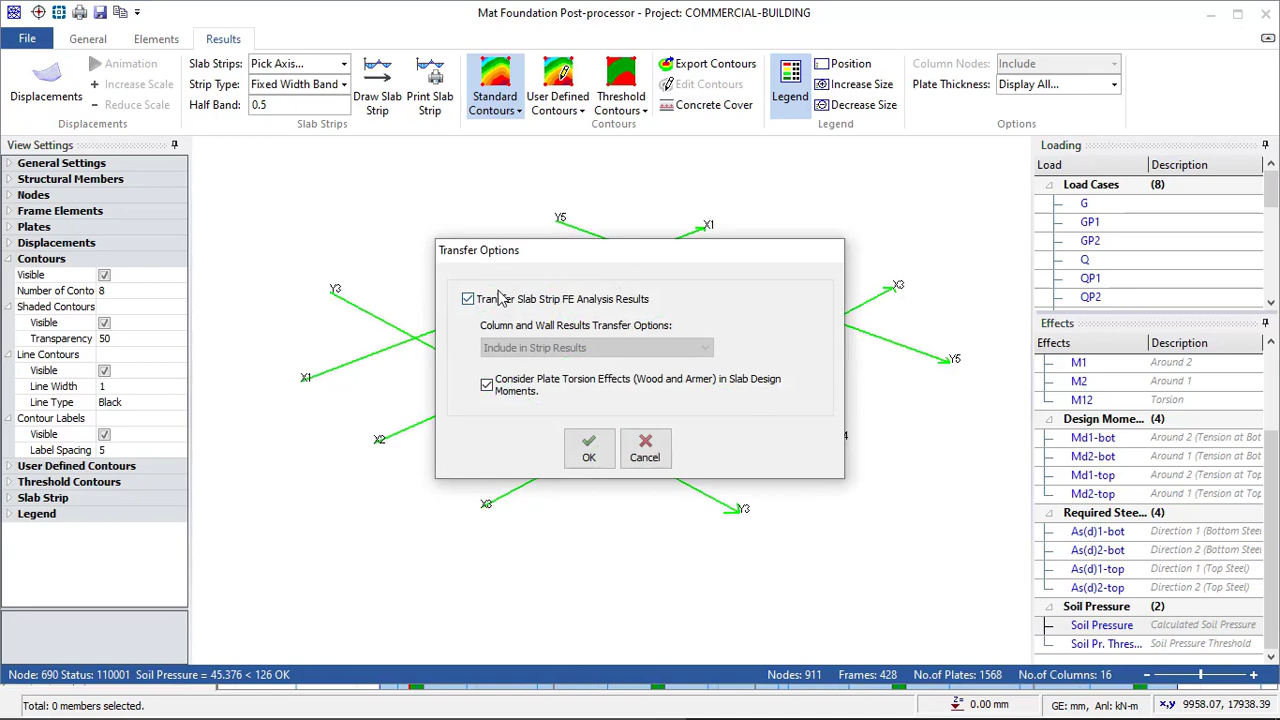 Mat Foundation Post-processor - Project: COMMERCIAL-BUILDING
File General Elements Results
Displacements
Animation
Increase Scale
Reduce Scale
Displacements
Slab Strips: Pick Axis...
Strip Type: Fixed Width Band
Half Band: 0.5
Draw Slab Strip
Print Slab Strip
Slab Strips
Standard Contours
User Defined Contours
Threshold Contours
Export Contours
Edit Contours
Concrete Cover
Contours
Legend
Position
Increase Size
Decrease Size
Legend
Column Nodes: Include
Plate Thickness: Display All...
Options
View Settings
General Settings
Structural Members
Nodes
Frame Elements
Plates
Displacements
Contours
Visible
Number of Conto 8
Shaded Contours
Visible
Transparency 50
Line Contours
Visible
Line Width 1
Line Type Black
Contour Labels
Visible
Label Spacing 5
User Defined Contours
Threshold Contours
Slab Strip
Legend
Y5
X1
Y3
X3
X1
Y5
X2
4
X3
Y3
Transfer Options
Transfer Slab Strip FE Analysis Results
Column and Wall Results Transfer Options:
Include in Strip Results
Consider Plate Torsion Effects (Wood and Armer) in Slab Design
Moments.
OK Cancel
Loading
Load Description
Load Cases (8)
G
GP1
GP2
Q
QP1
QP2
Effects
Effects Description
M1 Around 2
M2 Around 1
M12 Torsion
Design Mome... (4)
Md1-bot Around 2 (Tension at Bot
Md2-bot Around 1 (Tension at Bot
Md1-top Around 2 (Tension at Top
Md2-top Around 1 (Tension at Top
Required Stee... (4)
As(d)1-bot Direction 1 (Bottom Steel
As(d)2-bot Direction 2 (Bottom Steel
As(d)1-top Direction 1 (Top Steel)
As(d)2-top Direction 2 (Top Steel)
Soil Pressure (2)
Soil Pressure Calculated Soil Pressure
Soil Pr. Thres... Soil Pressure Threshold
Node: 690 Status: 110001 Soil Pressure = 45.376 < 126 OK Nodes: 911 Frames: 428 No.of Plates: 1568 No.of Columns: 16
Total: 0 members selected. Z= 0.00 mm GE: mm, Anl: kN-m x,y 9958.07, 17938.39